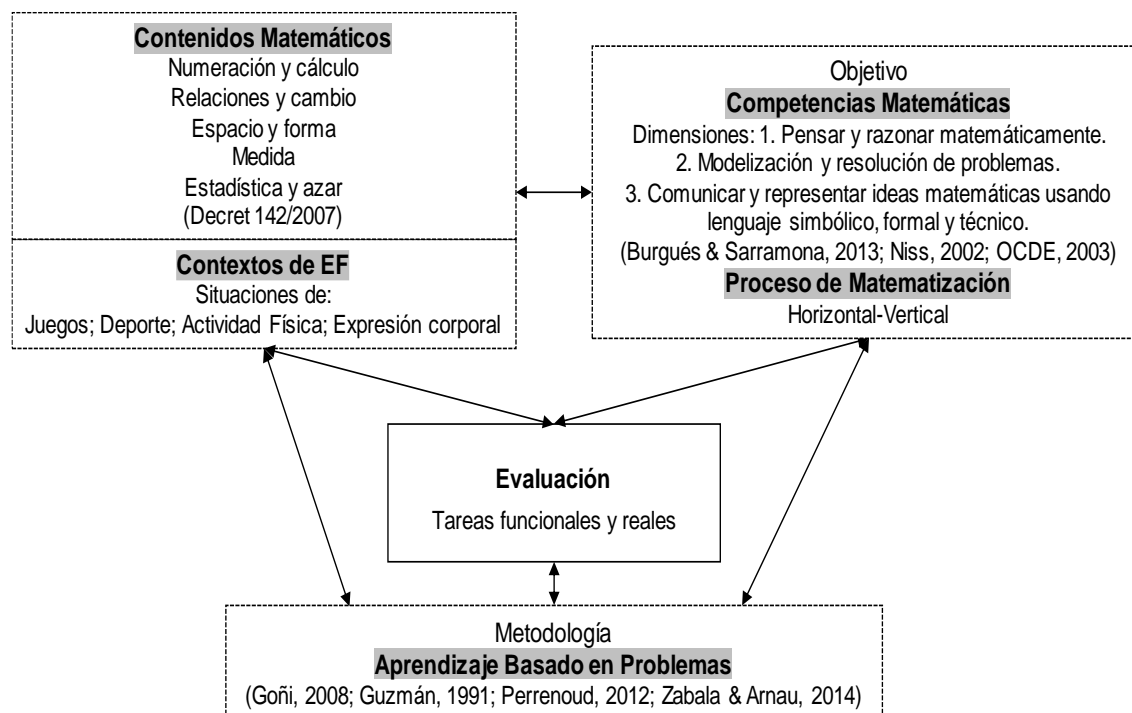 Contenidos Matemáticos
Numeración y cálculo
Relaciones y cambio
Espacio y forma
Medida
Estadística y azar
(Decret 142/2007)
Contextos de EF
Situaciones de:
Juegos; Deporte; Actividad Física; Expresión corporal
Objetivo
Competencias Matemáticas
Dimensiones: 1. Pensar y razonar matemáticamente.
2. Modelización y resolución de problemas.
3. Comunicar y representar ideas matemáticas usando
lenguaje simbólico, formal y técnico.
(Burgués & Sarramona, 2013; Niss, 2002; OCDE, 2003)
Proceso de Matematización
Horizontal-Vertical
Evaluación
Tareas funcionales y reales
Metodología
Aprendizaje Basado en Problemas
(Goñi, 2008; Guzmán, 1991; Perrenoud, 2012; Zabala & Arnau, 2014)